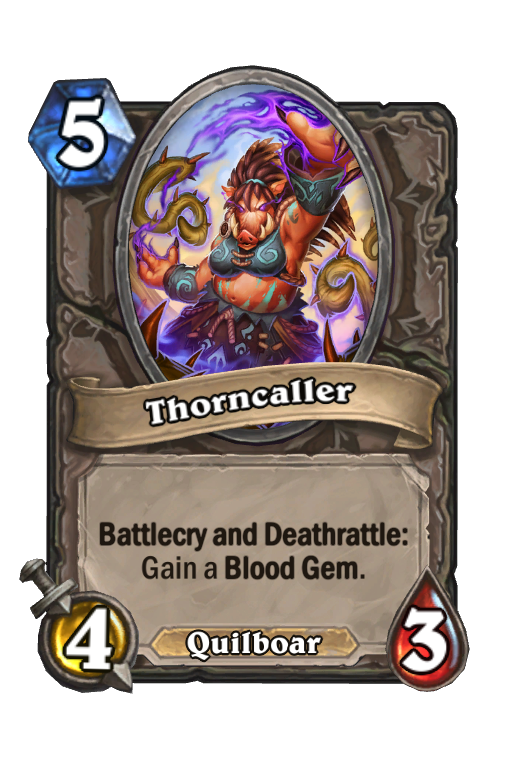 5
Thorncaller
Battlecry and Deathrattle:
Gain a Blood Gem.
4
Quilboar
3